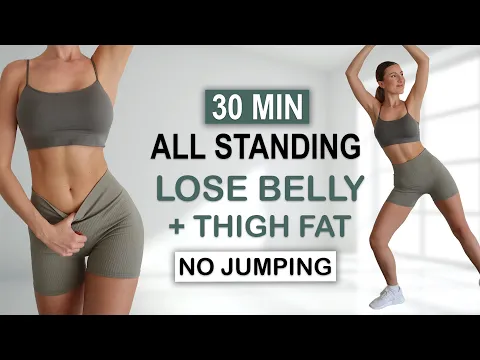 30 MIN
ALL STANDING
LOSE BELLY
+ THIGH FAT
NO JUMPING